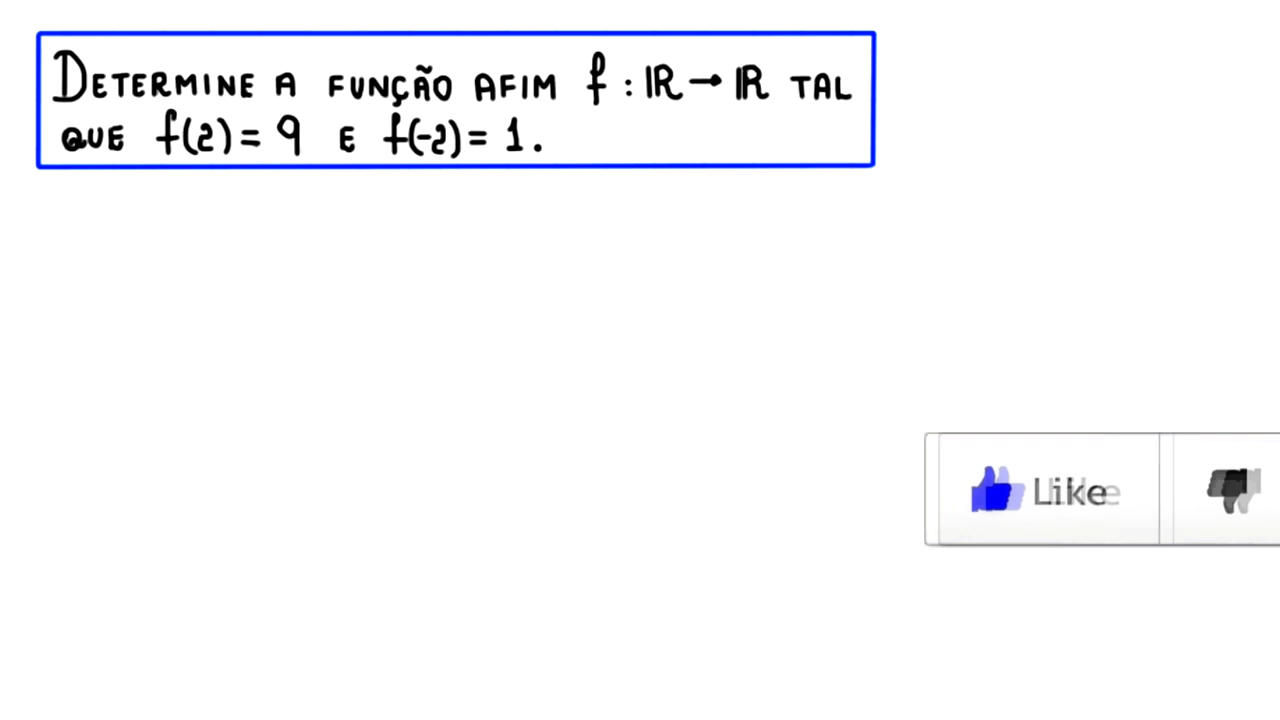 DETERMINE A FUNÇÃO AFIM f : ℝ → ℝ TAL
QUE f(2) = 9 E f(-2) = 1.
Like